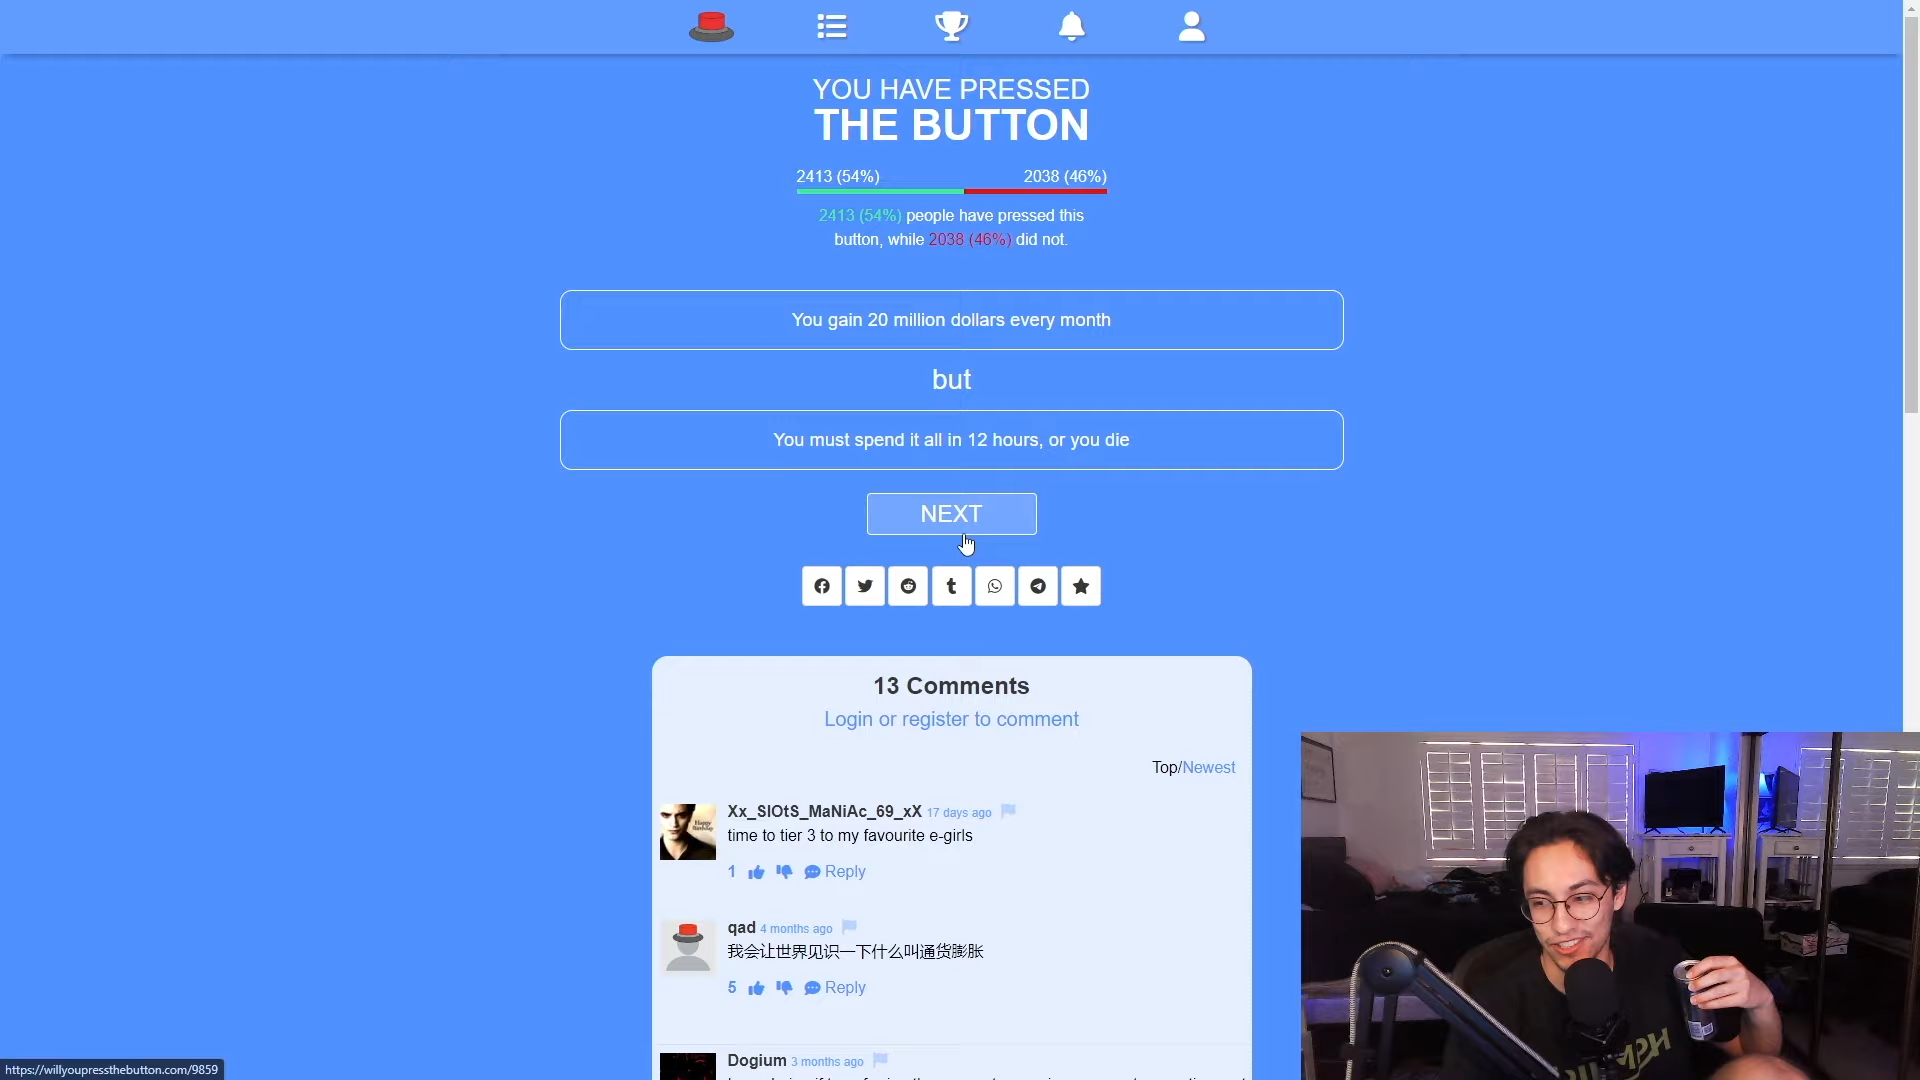 YOU HAVE PRESSED
THE BUTTON
2413 (54%) 2038 (46%)
2413 (54%) people have pressed this
button, while 2038 (46%) did not.
You gain 20 million dollars every month
but
You must spend it all in 12 hours, or you die
NEXT
13 Comments
Login or register to comment
Top/Newest
Xx_SlOtS_MaNiAc_69_xX 17 days ago
time to tier 3 to my favourite e-girls
1 Reply
qad 4 months ago
我会让世界见识一下什么叫通货膨胀
5 Reply
Dogium 3 months ago
https://willyoupressthebutton.com/9859